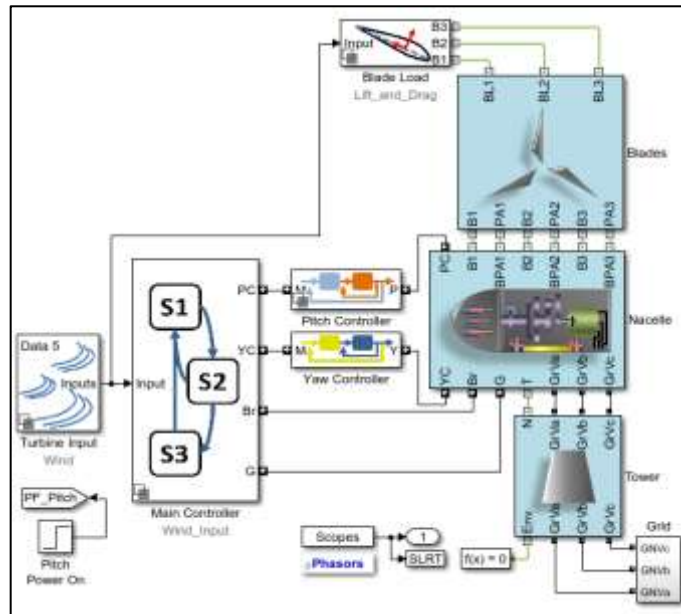 B3
B2
B1
Input
Blade Load
Lift_and_Drag
BL1
BL2
BL3
Blades
B1
PA1
B2
PA2
B3
PA3
PC
B1
BPA1
B2
BPA2
B3
BPA3
Nacelle
YC
Br
G
T
GrVa
GrVb
GrVc
PC
M
P
Pitch Controller
YC
M
Y
Yaw Controller
Data 5
Inputs
Turbine Input
Wind
Input
S1
S2
S3
Br
G
Main Controller
Wind_Input
N
GrVa
GrVb
GrVc
Tower
Env
GrVa
GrVb
GrVc
Grid
GNVc
GNVb
GNVa
PF_Pitch
Pitch
Power On
Scopes
1
SLRT
Phasors
f(x) = 0